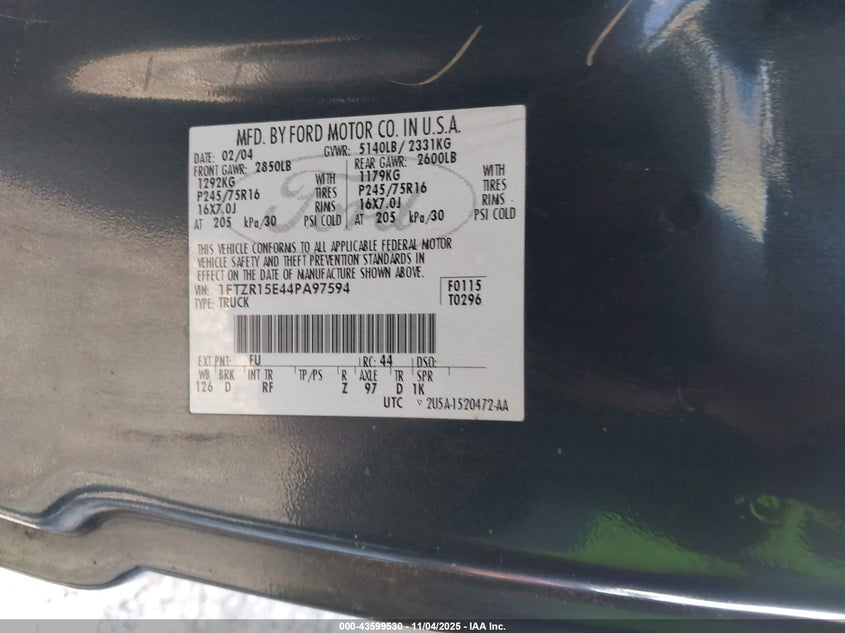 MFD. BY FORD MOTOR CO. IN U.S.A.
DATE: 02/04 GVWR: 5140LB/ 2331KG
FRONT GAWR: 2850LB REAR GAWR: 2600LB
1292KG WITH 1179KG WITH
P245/75R16 TIRES P245/75R16 TIRES
16X7.0J RIMS 16X7.0J RIMS
AT 205 kPa/30 PSI COLD AT 205 kPa/30 PSI COLD
Ford
THIS VEHICLE CONFORMS TO ALL APPLICABLE FEDERAL MOTOR
VEHICLE SAFETY AND THEFT PREVENTION STANDARDS IN
EFFECT ON THE DATE OF MANUFACTURE SHOWN ABOVE.
VIN: 1FTZR15E44PA97594 F0115
TYPE: TRUCK T0296
EXT PNT: FU RC: 44 DSO:
WB BRK INT TR TP/PS R AXLE TR SPR
126 D RF Z 97 D 1K
UTC ▽ 2U5A-1520472-AA
000-43599530 - 11/04/2025 - IAA Inc.